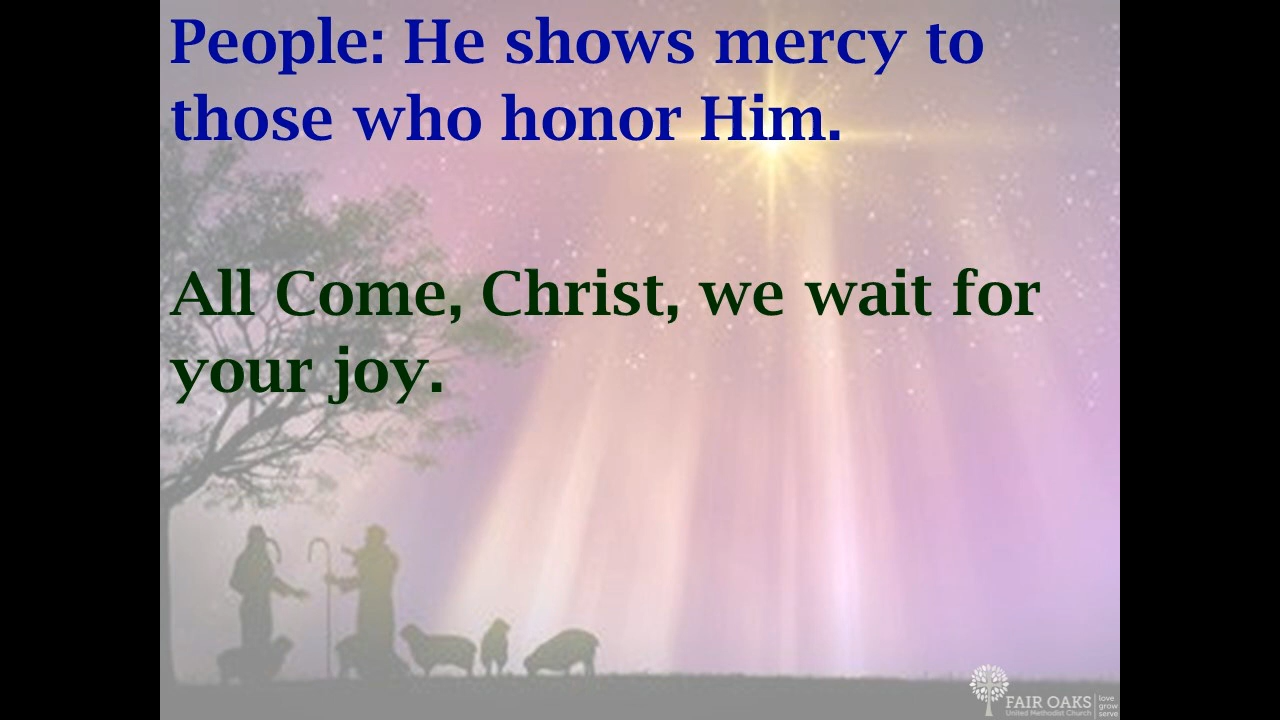 People: He shows mercy to
those who honor Him.
All Come, Christ, we wait for
your joy.
FAIR OAKS
United Methodist Church
love
grow
serve